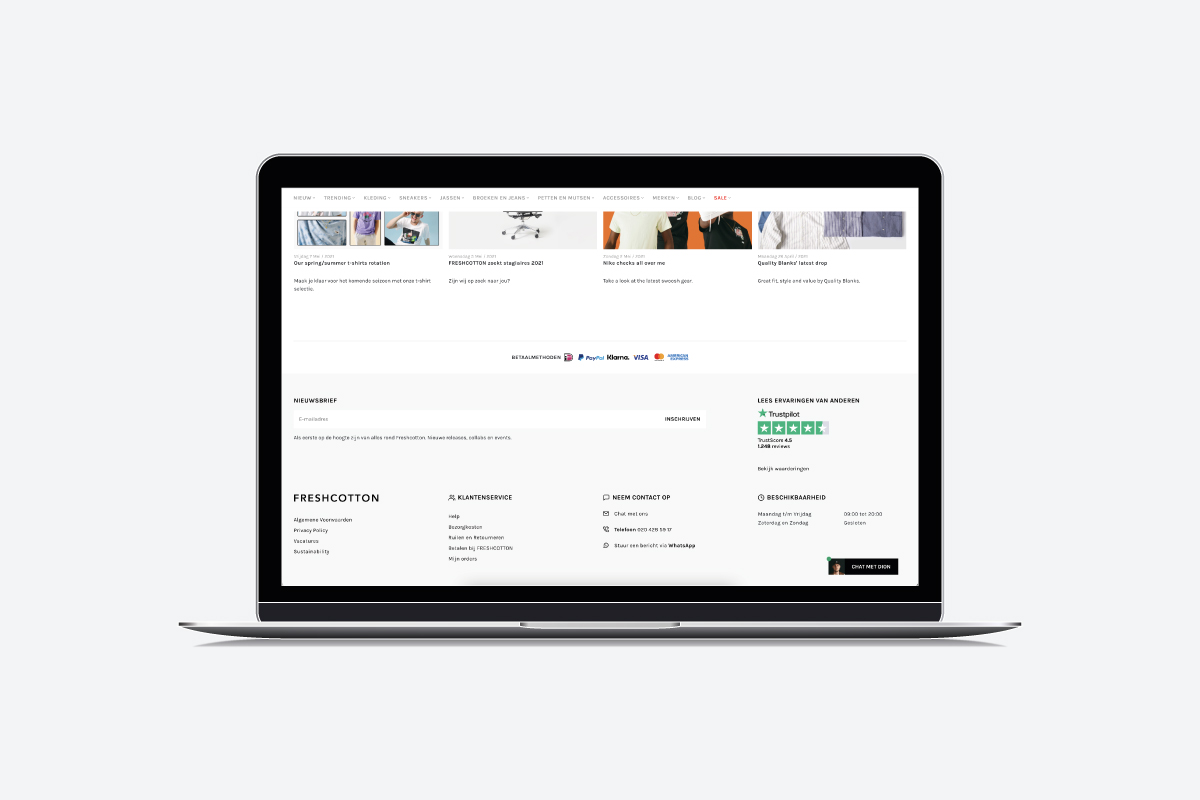 NIEUW TRENDING KLEDING SNEAKERS JASSEN BROEKEN EN JEANS PETTEN EN MUTSEN ACCESSOIRES MERKEN BLOG SALE
Our spring/summer t-shirts rotation
Maak je klaar voor het komende seizoen met onze t-shirt
selectie.
FRESHCOTTON zoekt stagiaires 2021
Zijn wij op zoek naar jou?
Nike checks all over me
Take a look at the latest swoosh gear.
Quality Blanks' latest drop
Great fit, style and value by Quality Blanks.
BETAALMETHODEN PayPal Klarna. VISA AMERICAN EXPRESS
NIEUWSBRIEF
E-mailadres INSCHRIJVEN
Als eerste op de hoogte zijn van alles rond Freshcotton. Nieuwe releases, collabs en events.
LEES ERVARINGEN VAN ANDEREN
Trustpilot
TrustScore 4.5
1.248 reviews
Bekijk waarderingen
FRESHCOTTON
Algemene Voorwaarden
Privacy Policy
Vacatures
Sustainability
KLANTENSERVICE
Help
Bezorgkosten
Ruilen en Retourneren
Betalen bij FRESHCOTTON
Mijn orders
NEEM CONTACT OP
Chat met ons
Telefoon 020 428 59 17
Stuur een bericht via WhatsApp
BESCHIKBAARHEID
Maandag t/m Vrijdag 09:00 tot 20:00
Zaterdag en Zondag Gesloten
CHAT MET DION